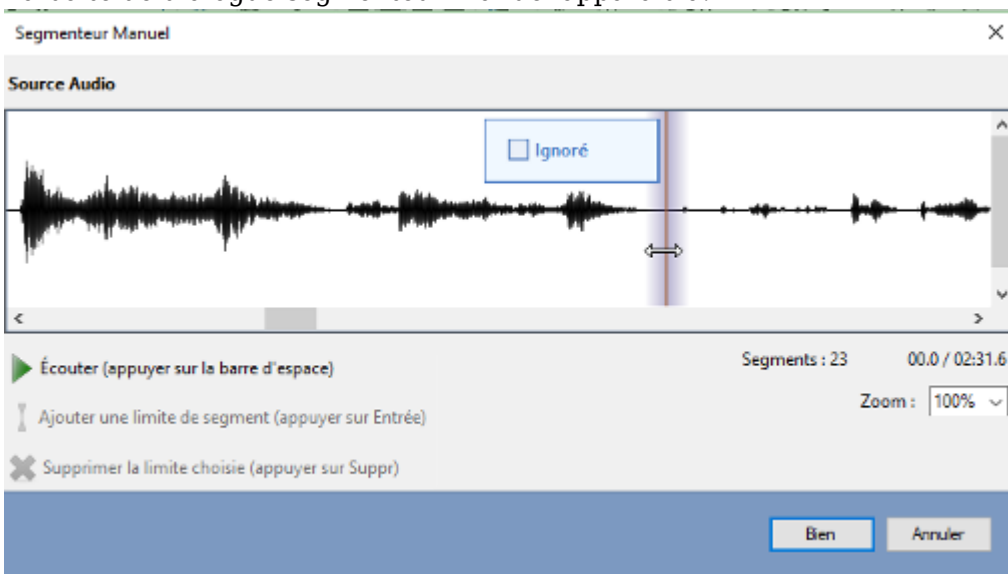 Segmenteur Manuel
Source Audio
Ignoré
Écouter (appuyer sur la barre d'espace)
Segments : 23 00.0 / 02:31.6
Ajouter une limite de segment (appuyer sur Entrée)
Zoom : 100%
Supprimer la limite choisie (appuyer sur Suppr)
Bien Annuler